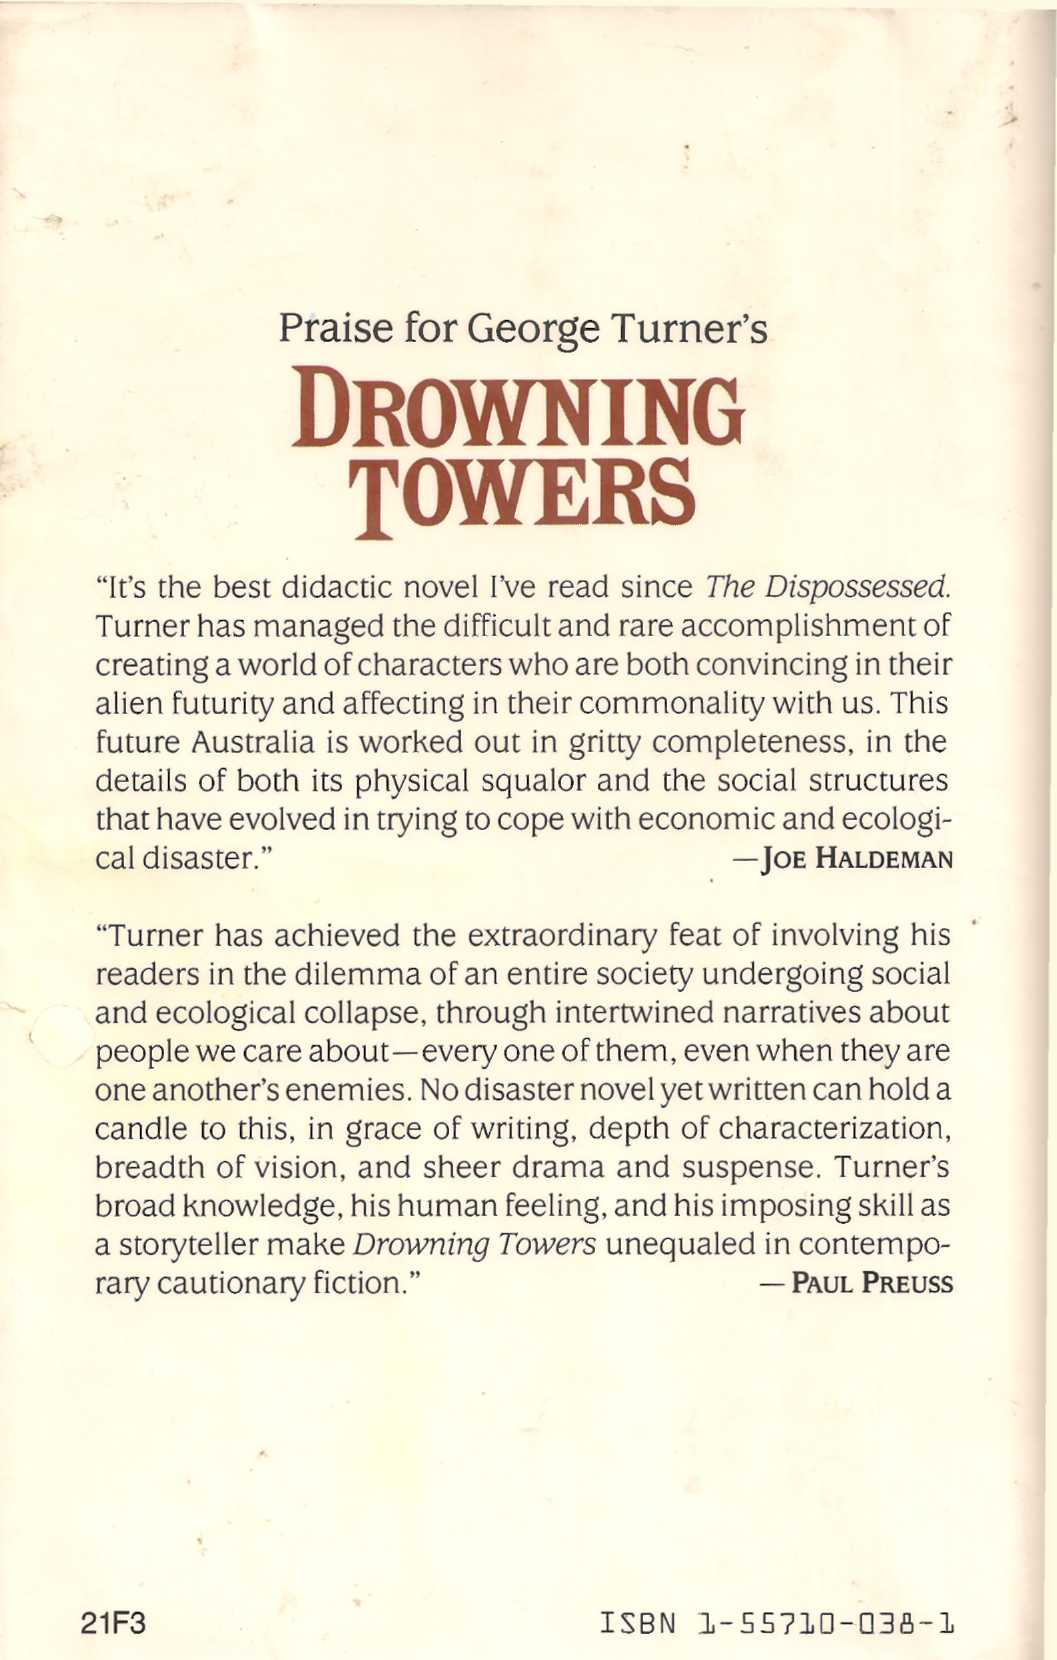 Praise for George Turner's
DROWNING
TOWERS
“It's the best didactic novel I've read since The Dispossessed.
Turner has managed the difficult and rare accomplishment of
creating a world of characters who are both convincing in their
alien futurity and affecting in their commonality with us. This
future Australia is worked out in gritty completeness, in the
details of both its physical squalor and the social structures
that have evolved in trying to cope with economic and ecologi-
cal disaster.” —JOE HALDEMAN
“Turner has achieved the extraordinary feat of involving his
readers in the dilemma of an entire society undergoing social
and ecological collapse, through intertwined narratives about
people we care about—every one of them, even when they are
one another's enemies. No disaster novel yet written can hold a
candle to this, in grace of writing, depth of characterization,
breadth of vision, and sheer drama and suspense. Turner's
broad knowledge, his human feeling, and his imposing skill as
a storyteller make Drowning Towers unequaled in contempo-
rary cautionary fiction.” — PAUL PREUSS
21F3 ISBN 1-55710-038-1